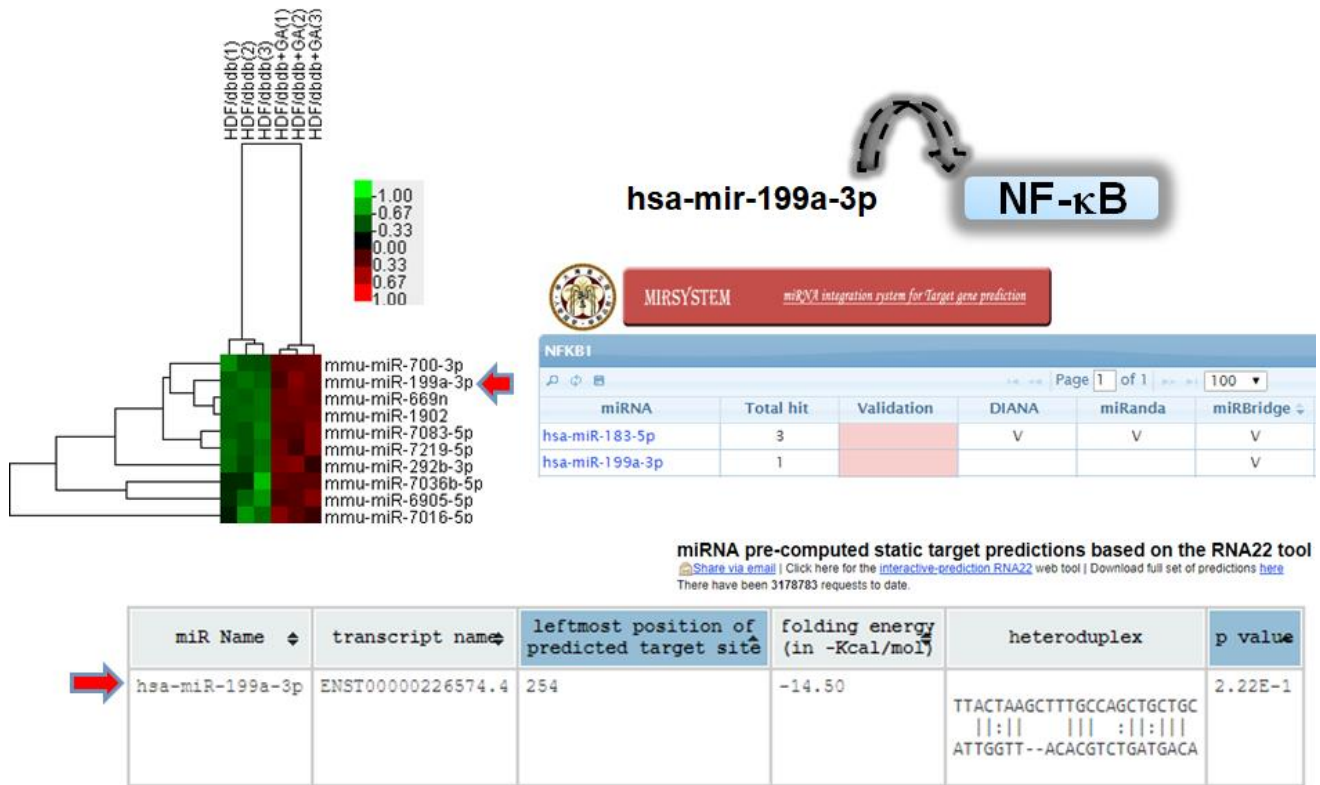 HDF/dbdb(1)
HDF/dbdb(2)
HDF/dbdb(3)
HDF/dbdb+GA(1)
HDF/dbdb+GA(2)
HDF/dbdb+GA(3)
-1.00
-0.67
-0.33
0.00
0.33
0.67
1.00
mmu-miR-700-3p
mmu-miR-199a-3p
mmu-miR-669n
mmu-miR-1902
mmu-miR-7083-5p
mmu-miR-7219-5p
mmu-miR-292b-3p
mmu-miR-7036b-5p
mmu-miR-6905-5p
mmu-miR-7016-5p
hsa-mir-199a-3p NF-κB
MIRSYSTEM miRNA integration system for Target gene prediction
NFKB1
Page 1 of 1 100
miRNA Total hit Validation DIANA miRanda miRBridge
hsa-miR-183-5p 3 V V V
hsa-miR-199a-3p 1 V
miRNA pre-computed static target predictions based on the RNA22 tool
Share via email | Click here for the interactive-prediction RNA22 web tool | Download full set of predictions here
There have been 3178783 requests to date.
miR Name transcript name leftmost position of predicted target site folding energy (in -Kcal/mol) heteroduplex p value
hsa-miR-199a-3p ENST00000226574.4 254 -14.50 2.22E-1
TTACTAAGCTTTGCCAGCTGCTGC
||:|| ||| :||:|||
ATTGGTT--ACACGTCTGATGACA